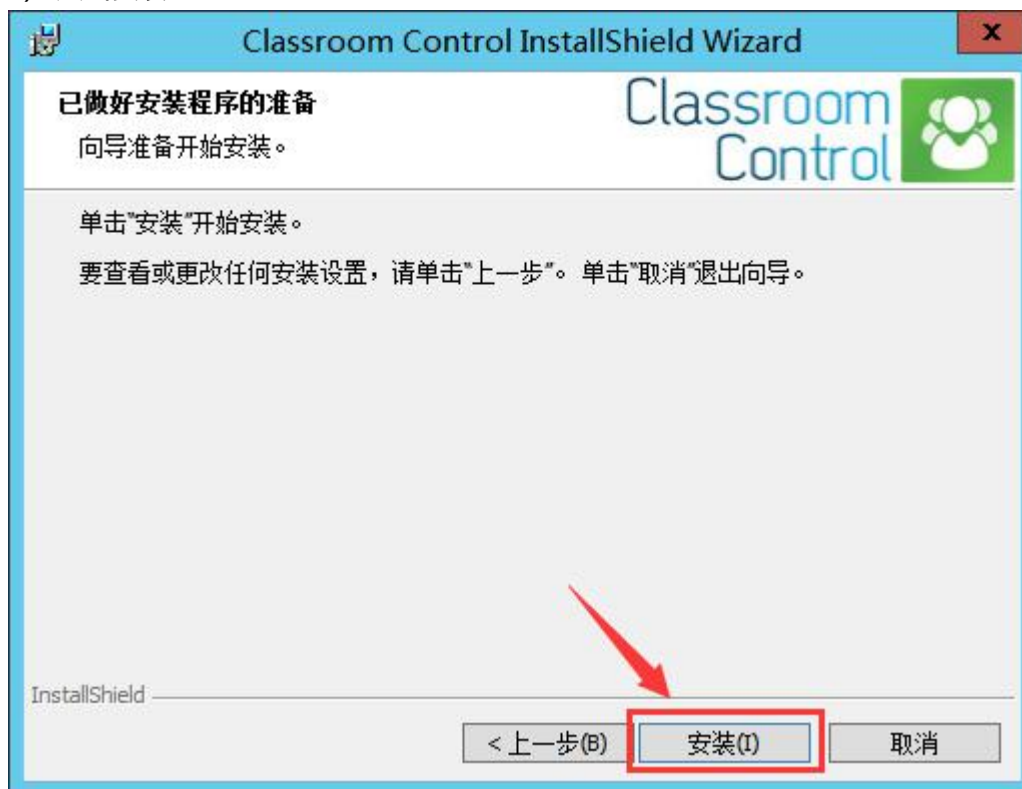 Classroom Control InstallShield Wizard
已做好安装程序的准备
向导准备开始安装。
Classroom
Control
单击"安装"开始安装。
要查看或更改任何安装设置，请单击"上一步"。 单击"取消"退出向导。
InstallShield
< 上一步(B)
安装(I)
取消